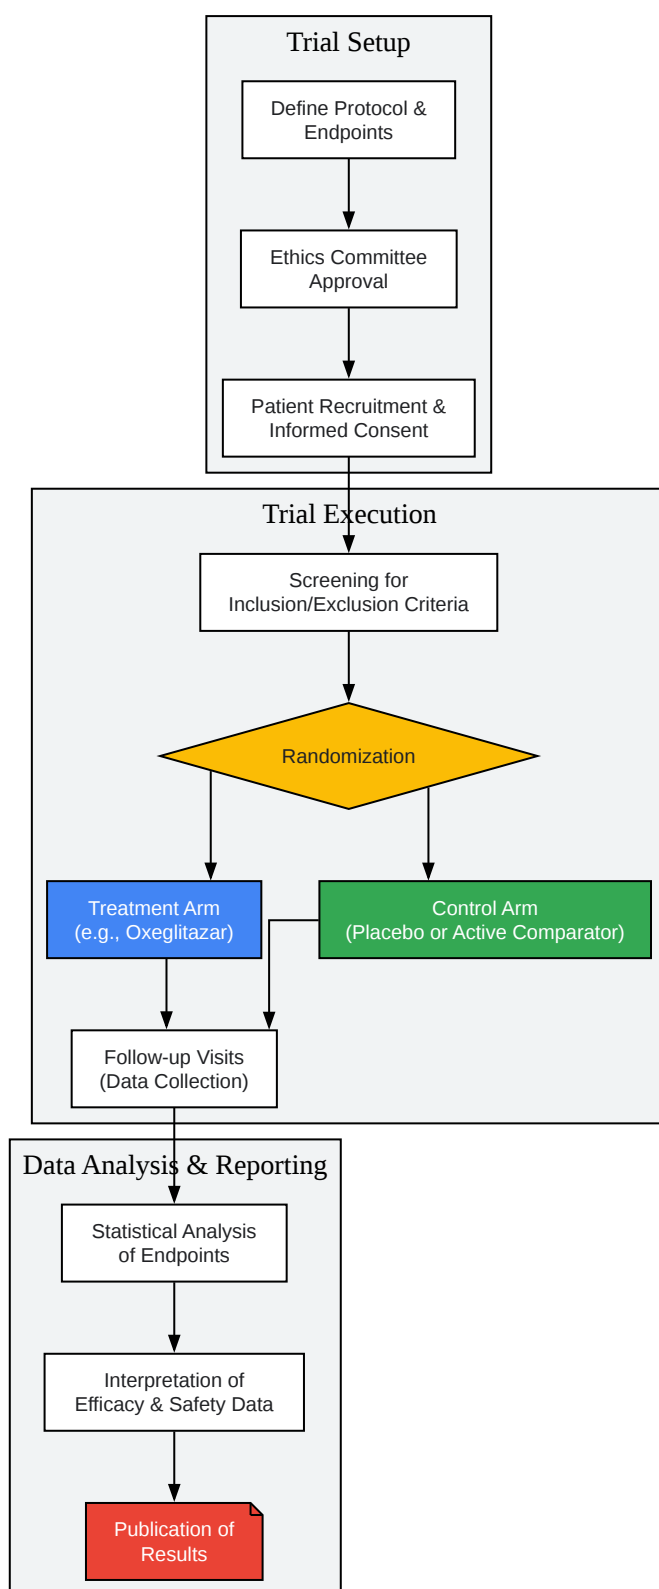 Trial Setup
Define Protocol &
Endpoints
Ethics Committee
Approval
Patient Recruitment &
Informed Consent
Trial Execution
Screening for
Inclusion/Exclusion Criteria
Randomization
Treatment Arm
(e.g., Oxeglitazar)
Control Arm
(Placebo or Active Comparator)
Follow-up Visits
(Data Collection)
Data Analysis & Reporting
Statistical Analysis
of Endpoints
Interpretation of
Efficacy & Safety Data
Publication of
Results